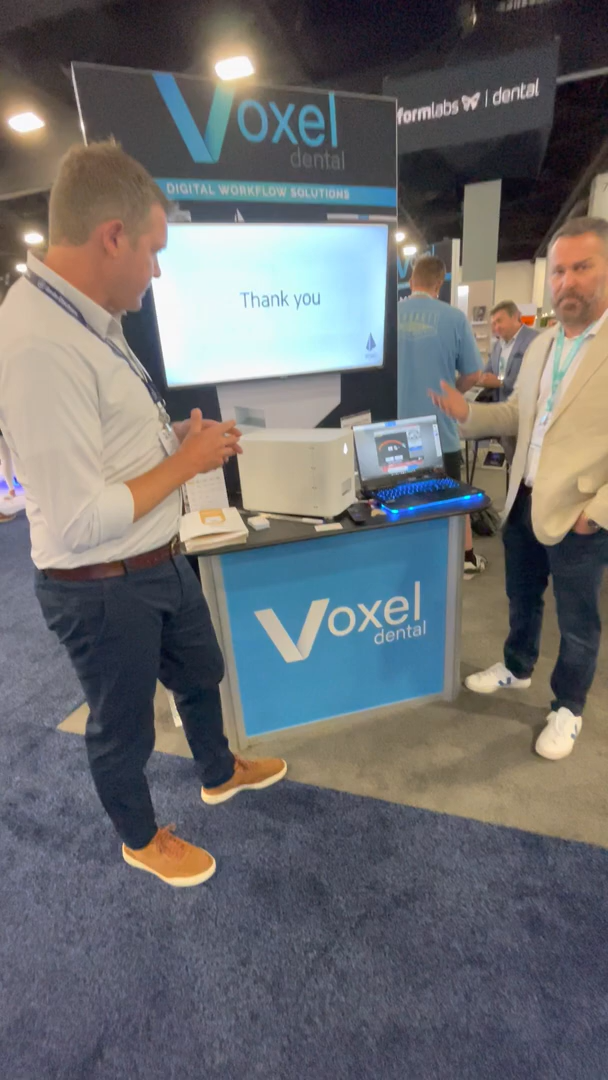 Voxel
dental
DIGITAL WORKFLOW SOLUTIONS
formlabs | dental
Thank you
Voxel
dental